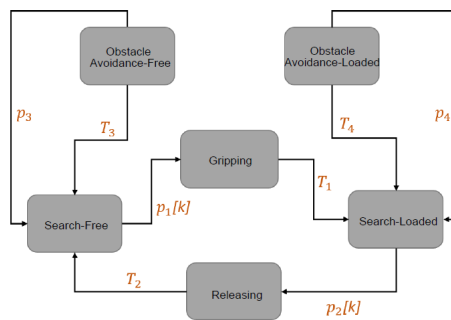 Obstacle
Avoidance-Free
Obstacle
Avoidance-Loaded
p₃
p₄
T₃
T₄
Gripping
T₁
p₁[k]
Search-Free
Search-Loaded
T₂
Releasing
p₂[k]